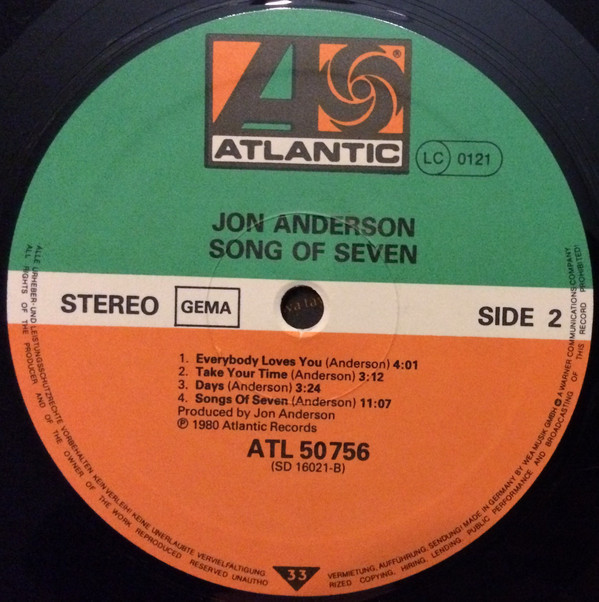 ATLANTIC
®
LC 0121
JON ANDERSON
SONG OF SEVEN
STEREO
GEMA
SIDE 2
1. Everybody Loves You (Anderson) 4:01
2. Take Your Time (Anderson) 3:12
3. Days (Anderson) 3:24
4. Songs Of Seven (Anderson) 11:07
Produced by Jon Anderson
℗ 1980 Atlantic Records
ATL 50 756
(SD 16021-B)
33
ALLE URHEBER- UND LEISTUNGSSCHUTZRECHTE VORBEHALTEN. KEIN VERLEIH! KEINE UNERLAUBTE VERVIELFÄLTIGUNG
VERMIETUNG, AUFFÜHRUNG, SENDUNG! MADE IN GERMANY BY WEA MUSIK GMBH A WARNER COMMUNICATIONS COMPANY
ALL RIGHTS OF THE PRODUCER AND OF THE OWNER OF THE WORK REPRODUCED RESERVED UNAUTHO
RIZED COPYING, HIRING, LENDING, PUBLIC PERFORMANCE AND BROADCASTING OF THIS RECORD PROHIBITED!